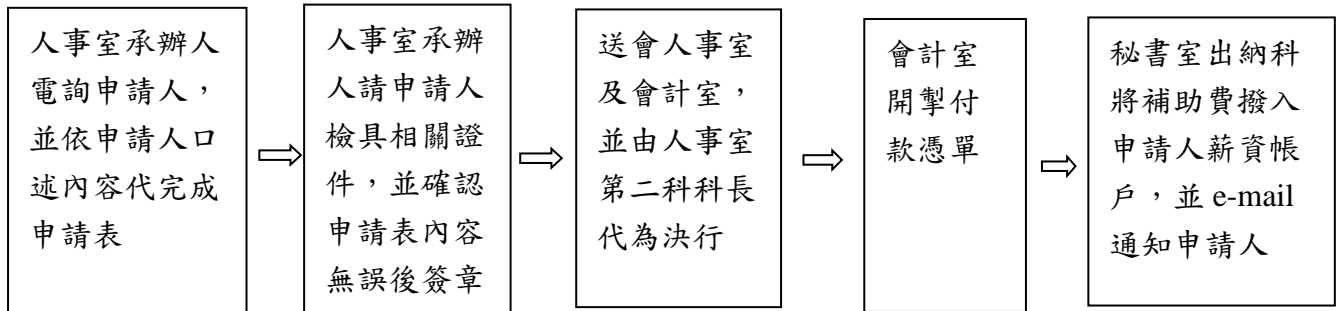 人事室承辦人
電詢申請人，
並依申請人口
述內容代完成
申請表
人事室承辦
人請申請人
檢具相關證
件，並確認
申請表內容
無誤後簽章
送會人事室
及會計室，
並由人事室
第二科科長
代為決行
會計室
開掣付
款憑單
秘書室出納科
將補助費撥入
申請人薪資帳
戶，並 e-mail
通知申請人